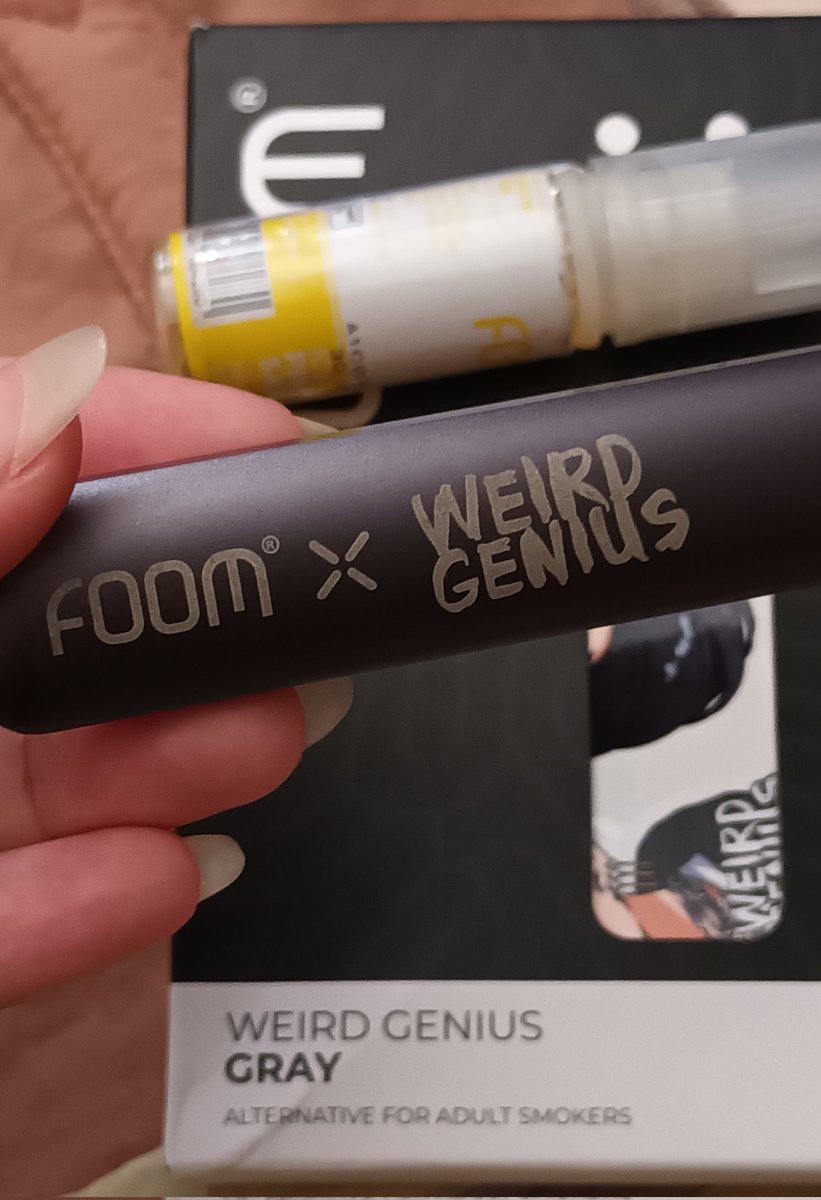 FOOM® X WEIRD
GENIUS
WEIRD
WEIRD GENIUS
GRAY
ALTERNATIVE FOR ADULT SMOKERS